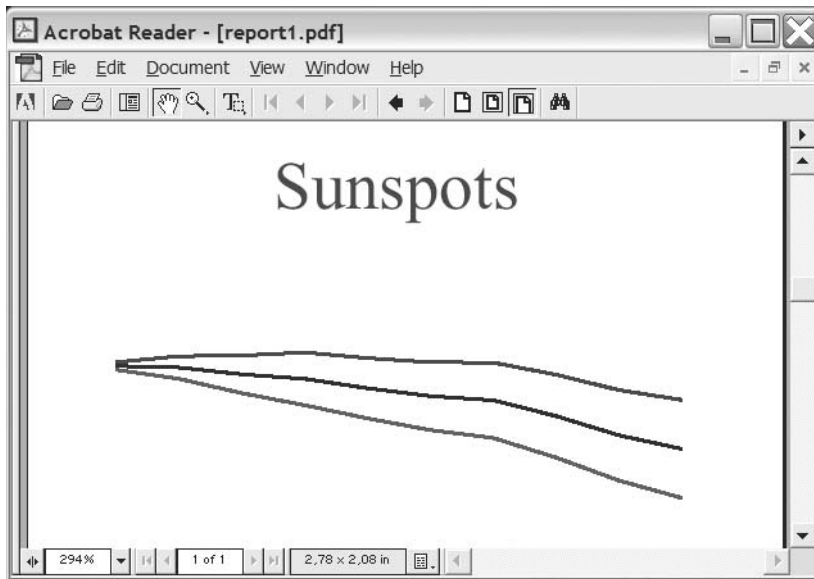 Acrobat Reader - [report1.pdf]
File Edit Document View Window Help
Sunspots
294% 1 of 1 2,78 x 2,08 in